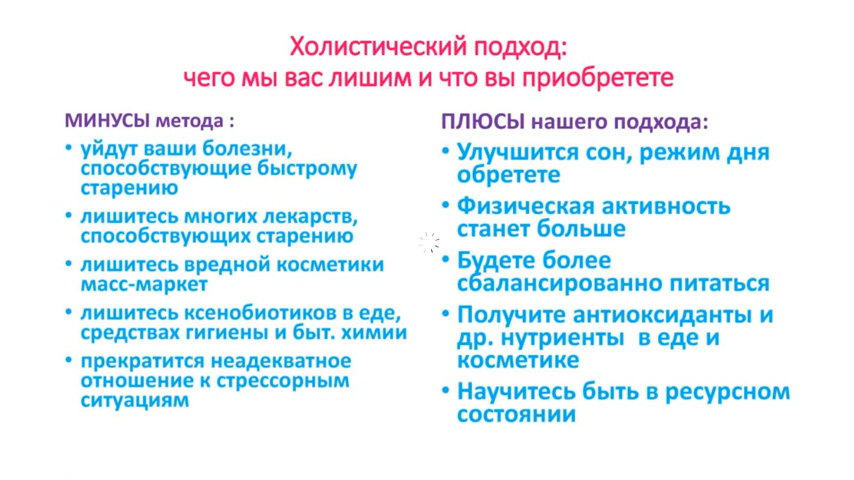 Холистический подход:
чего мы вас лишим и что вы приобретете
МИНУСЫ метода :
• уйдут ваши болезни,
способствующие быстрому
старению
• лишитесь многих лекарств,
способствующих старению
• лишитесь вредной косметики
масс-маркет
• лишитесь ксенобиотиков в еде,
средствах гигиены и быт. химии
• прекратится неадекватное
отношение к стрессорным
ситуациям
ПЛЮСЫ нашего подхода:
• Улучшится сон, режим дня
обретете
• Физическая активность
станет больше
• Будете более
сбалансированно питаться
• Получите антиоксиданты и
др. нутриенты в еде и
косметике
• Научитесь быть в ресурсном
состоянии